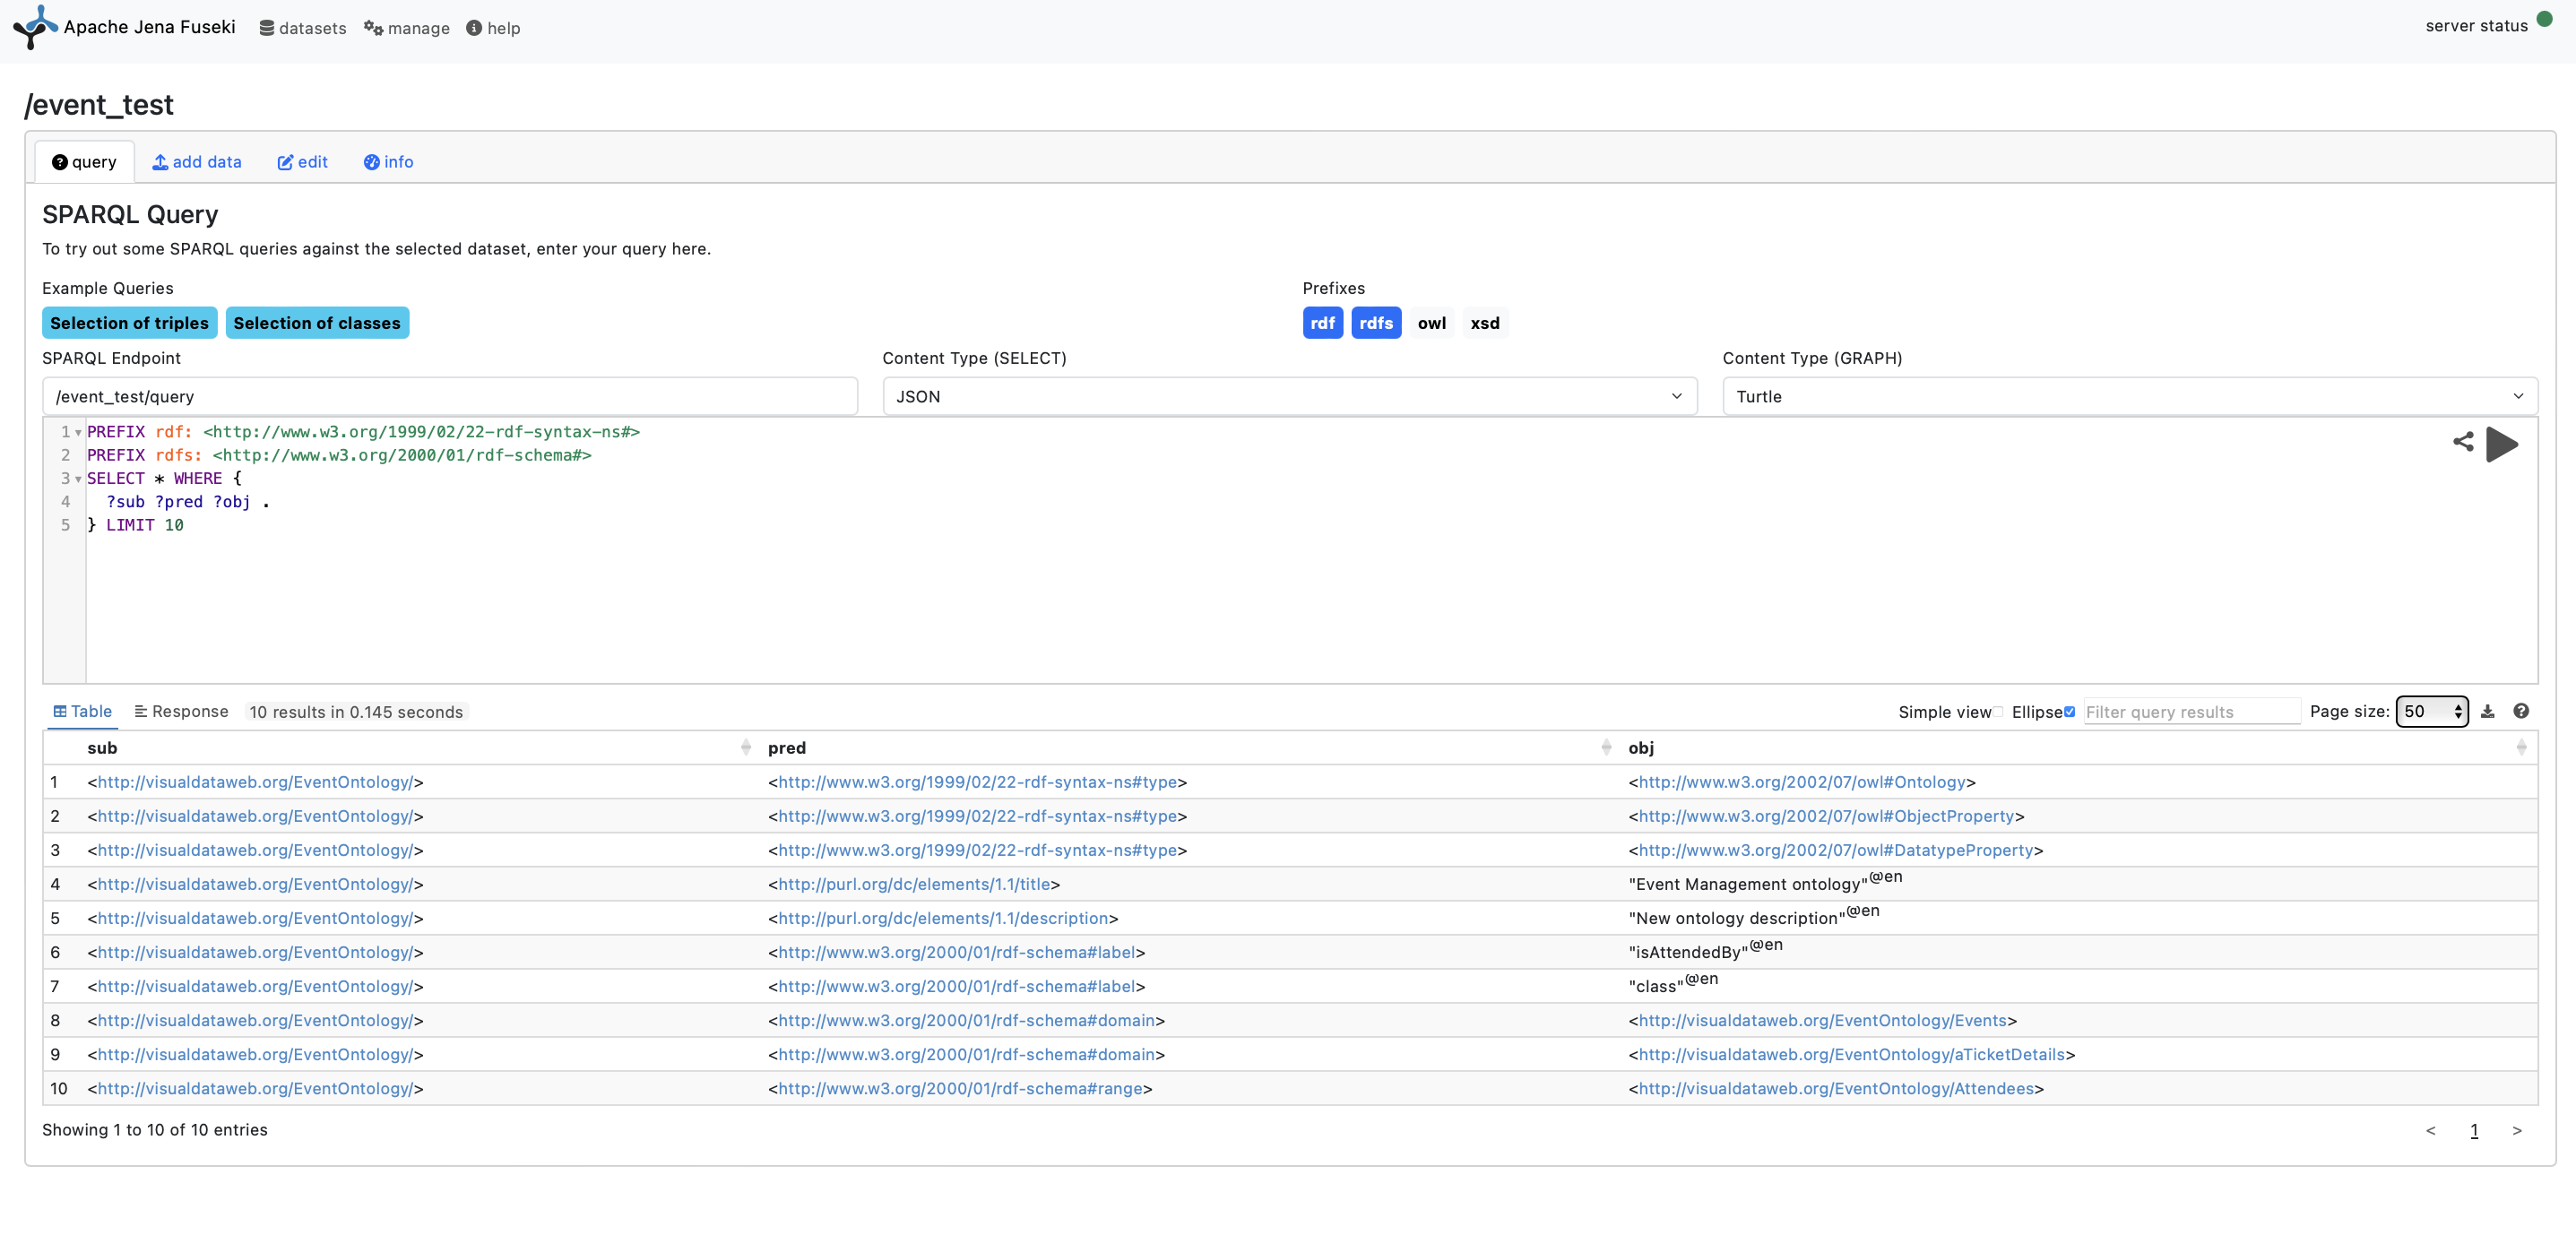 Apache Jena Fuseki datasets manage help server status
/event_test
query add data edit info
SPARQL Query
To try out some SPARQL queries against the selected dataset, enter your query here.
Example Queries Prefixes
Selection of triples Selection of classes rdf rdfs owl xsd
SPARQL Endpoint Content Type (SELECT) Content Type (GRAPH)
/event_test/query JSON Turtle
1 PREFIX rdf: <http://www.w3.org/1999/02/22-rdf-syntax-ns#>
2 PREFIX rdfs: <http://www.w3.org/2000/01/rdf-schema#>
3 SELECT * WHERE {
4 ?sub ?pred ?obj .
5 } LIMIT 10
Table Response 10 results in 0.145 seconds Simple view Ellipse Filter query results Page size: 50
sub pred obj
1 <http://visualdataweb.org/EventOntology/> <http://www.w3.org/1999/02/22-rdf-syntax-ns#type> <http://www.w3.org/2002/07/owl#Ontology>
2 <http://visualdataweb.org/EventOntology/> <http://www.w3.org/1999/02/22-rdf-syntax-ns#type> <http://www.w3.org/2002/07/owl#ObjectProperty>
3 <http://visualdataweb.org/EventOntology/> <http://www.w3.org/1999/02/22-rdf-syntax-ns#type> <http://www.w3.org/2002/07/owl#DatatypeProperty>
4 <http://visualdataweb.org/EventOntology/> <http://purl.org/dc/elements/1.1/title> "Event Management ontology"@en
5 <http://visualdataweb.org/EventOntology/> <http://purl.org/dc/elements/1.1/description> "New ontology description"@en
6 <http://visualdataweb.org/EventOntology/> <http://www.w3.org/2000/01/rdf-schema#label> "isAttendedBy"@en
7 <http://visualdataweb.org/EventOntology/> <http://www.w3.org/2000/01/rdf-schema#label> "class"@en
8 <http://visualdataweb.org/EventOntology/> <http://www.w3.org/2000/01/rdf-schema#domain> <http://visualdataweb.org/EventOntology/Events>
9 <http://visualdataweb.org/EventOntology/> <http://www.w3.org/2000/01/rdf-schema#domain> <http://visualdataweb.org/EventOntology/aTicketDetails>
10 <http://visualdataweb.org/EventOntology/> <http://www.w3.org/2000/01/rdf-schema#range> <http://visualdataweb.org/EventOntology/Attendees>
Showing 1 to 10 of 10 entries < 1 >